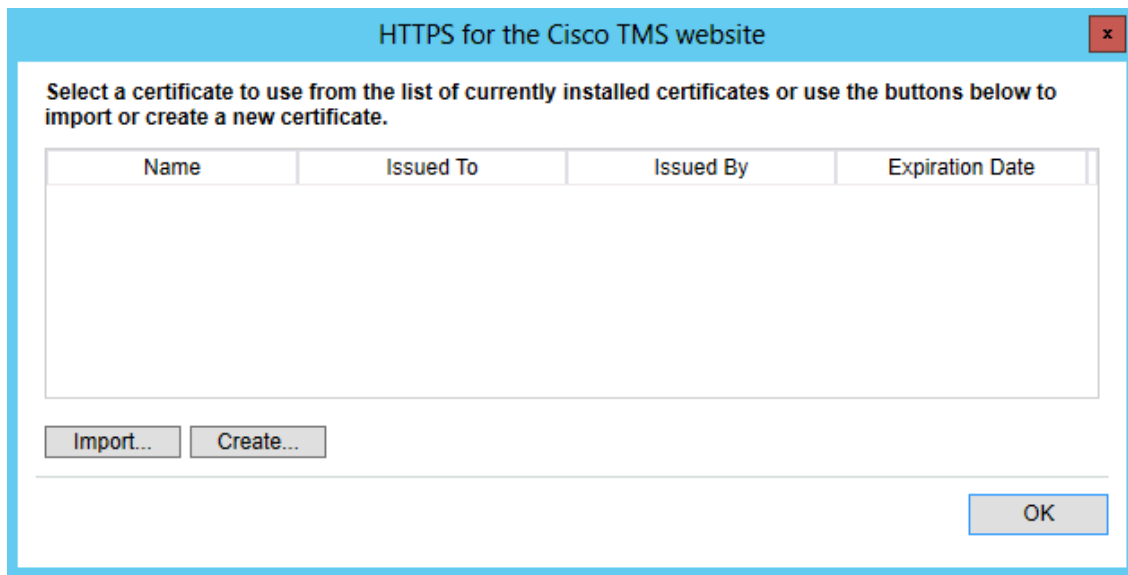 HTTPS for the Cisco TMS website
x
Select a certificate to use from the list of currently installed certificates or use the buttons below to
import or create a new certificate.
Name Issued To Issued By Expiration Date
Import... Create...
OK